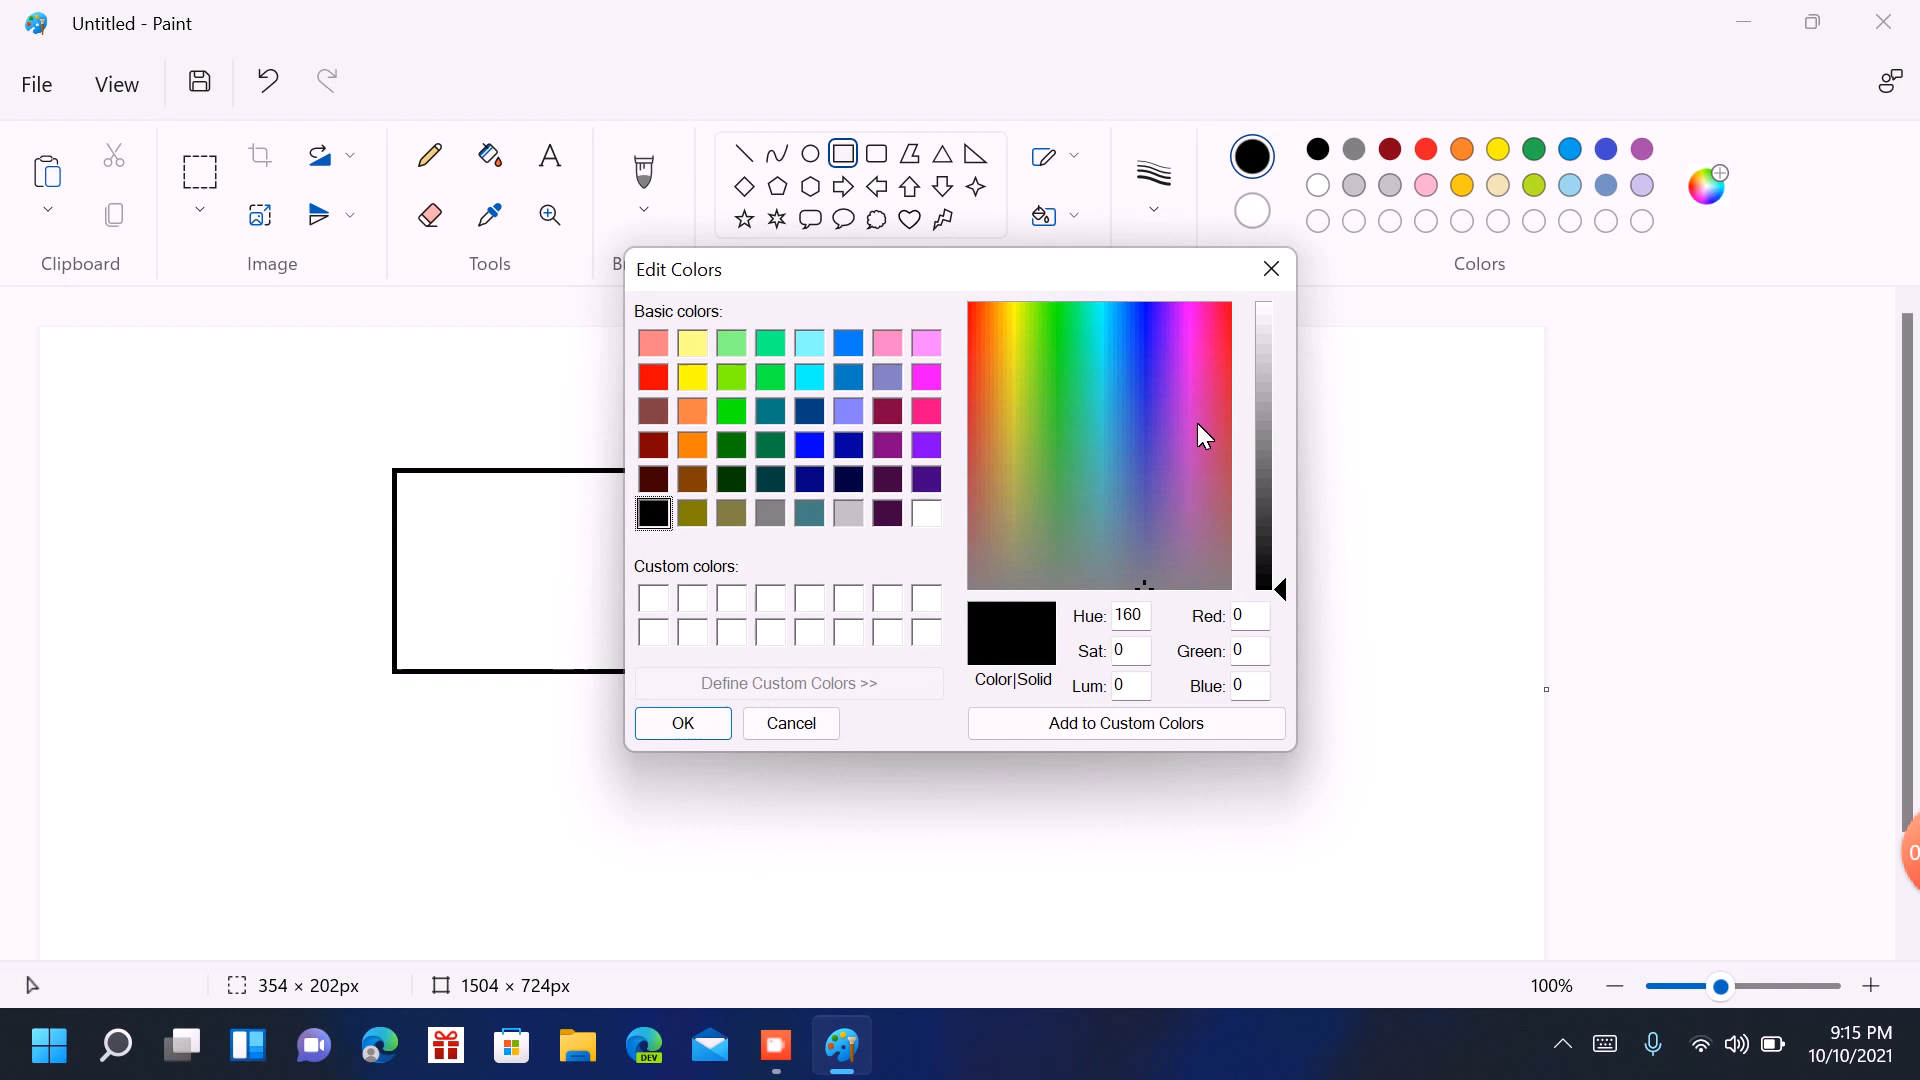 Untitled - Paint
File View
Clipboard
Image
Tools
Colors
Edit Colors
Basic colors:
Custom colors:
Define Custom Colors >>
OK
Cancel
Color|Solid
Hue: 160
Sat: 0
Lum: 0
Red: 0
Green: 0
Blue: 0
Add to Custom Colors
354 × 202px
1504 × 724px
100%
DEV
9:15 PM
10/10/2021